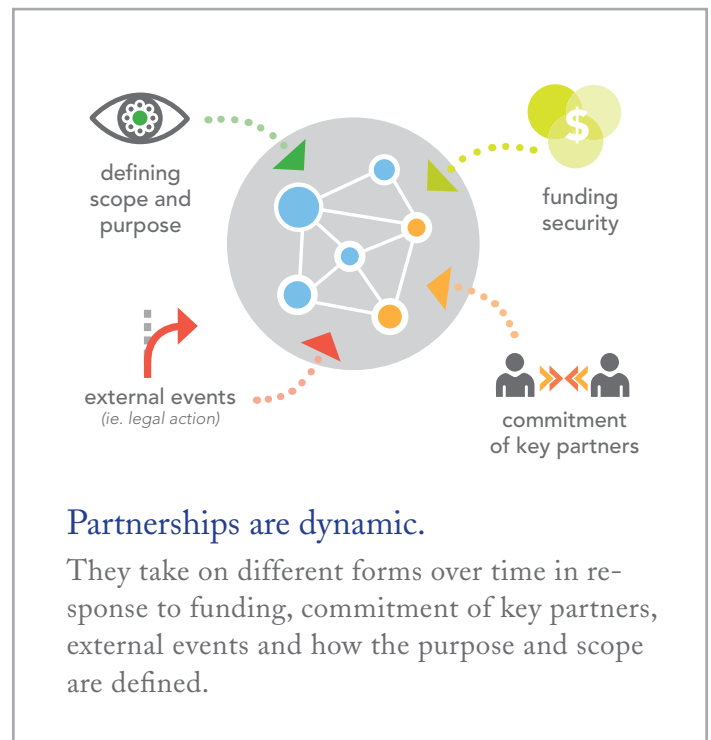 defining
scope and
purpose
$
funding
security
external events
(ie. legal action)
commitment
of key partners
Partnerships are dynamic.
They take on different forms over time in re-
sponse to funding, commitment of key partners,
external events and how the purpose and scope
are defined.